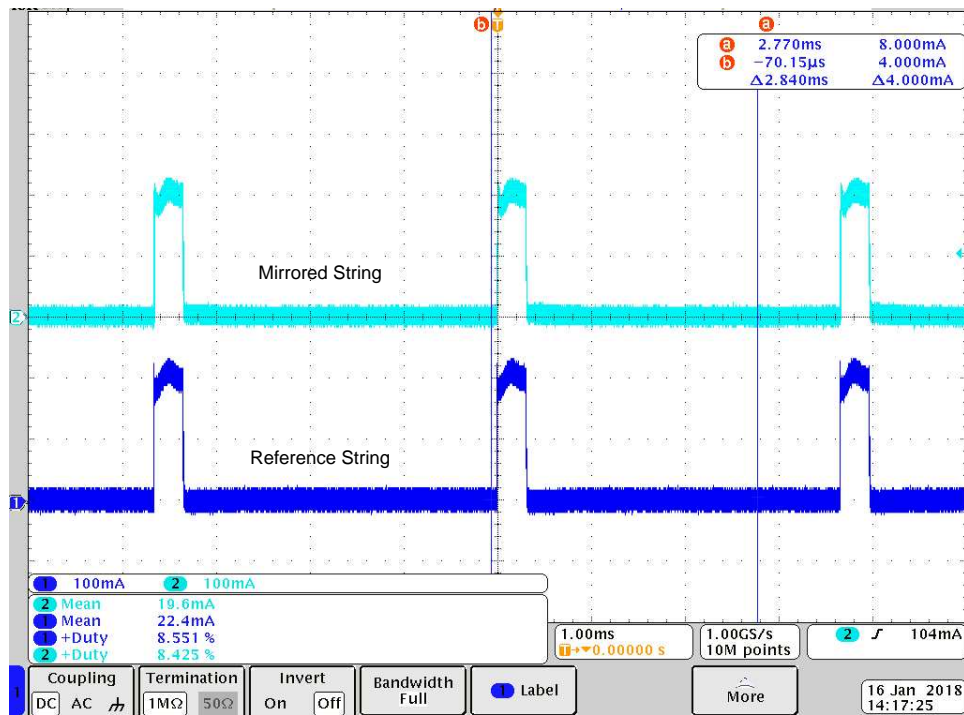 b T a
a 2.770ms 8.000mA
b −70.15µs 4.000mA
Δ2.840ms Δ4.000mA
Mirrored String
2
Reference String
1
1 100mA 2 100mA
2 Mean 19.6mA
1 Mean 22.4mA
1 +Duty 8.551 %
2 +Duty 8.425 %
1.00ms
T→▼0.00000 s
1.00GS/s
10M points
2 ∫ 104mA
1
Coupling
DC AC
Termination
1MΩ 50Ω
Invert
On Off
Bandwidth
Full
1 Label
More
16 Jan 2018
14:17:25